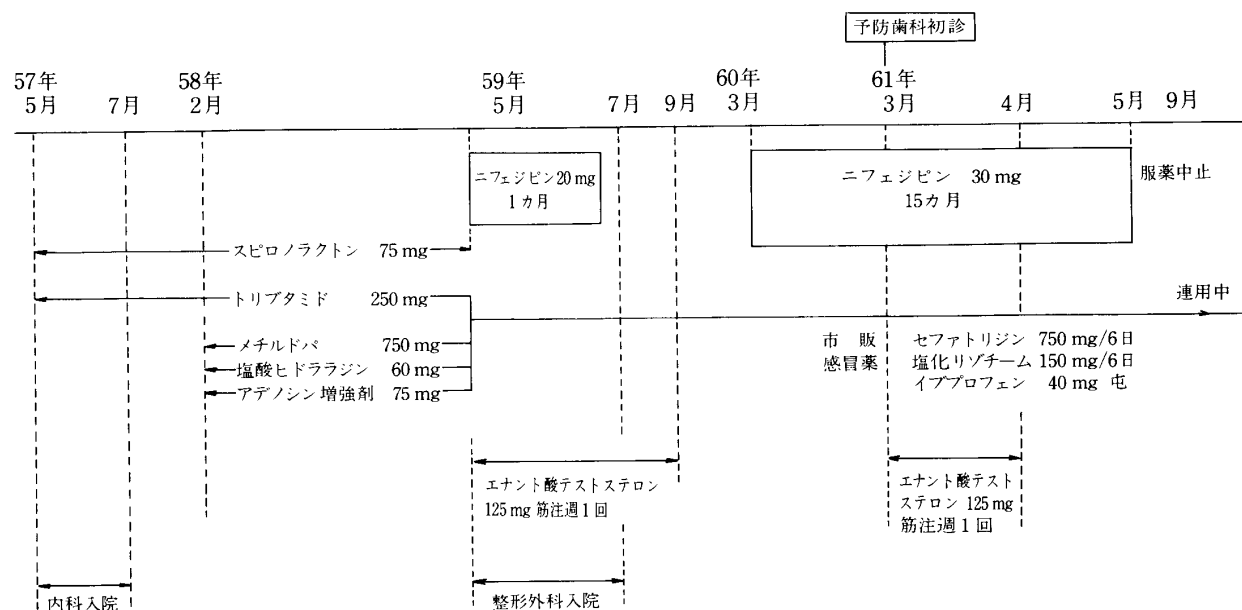 予防歯科初診
57年 58年 59年 60年 61年
5月 7月 2月 5月 7月 9月 3月 3月 4月 5月 9月
ニフェジピン20 mg
1カ月
ニフェジピン 30 mg
15カ月
服薬中止
スピロノラクトン 75 mg
トリブタミド 250 mg
連用中
メチルドパ 750 mg
塩酸ヒドララジン 60 mg
アデノシン増強剤 75 mg
市販
感冒薬
セファトリジン 750 mg/6日
塩化リゾチーム 150 mg/6日
イブプロフェン 40 mg 屯
エナント酸テストステロン
125 mg 筋注週1回
エナント酸テスト
ステロン 125 mg
筋注週1回
内科入院
整形外科入院